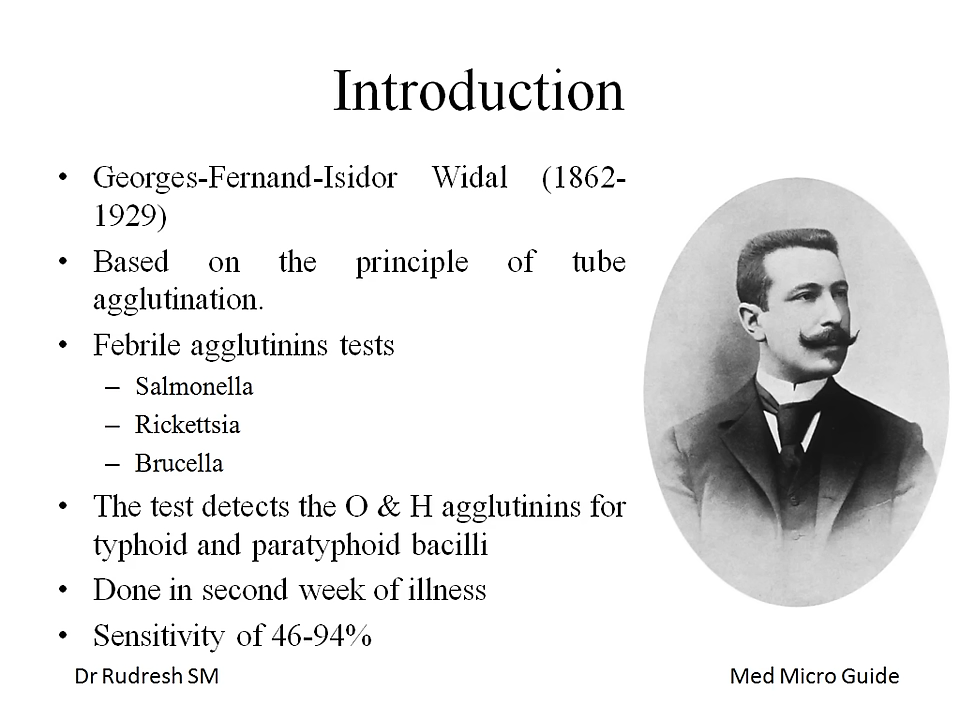 Introduction
• Georges-Fernand-Isidor Widal (1862-
1929)
• Based on the principle of tube
agglutination.
• Febrile agglutinins tests
– Salmonella
– Rickettsia
– Brucella
• The test detects the O & H agglutinins for
typhoid and paratyphoid bacilli
• Done in second week of illness
• Sensitivity of 46-94%
Dr Rudresh SM
Med Micro Guide